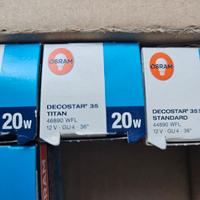 20W
OSRAM
DECOSTAR® 35
TITAN
46890 WFL
12 V · GU4 · 36°
20W
OSRAM
DECOSTAR® 35 S
STANDARD
44890 WFL
12 V · GU4 · 36°